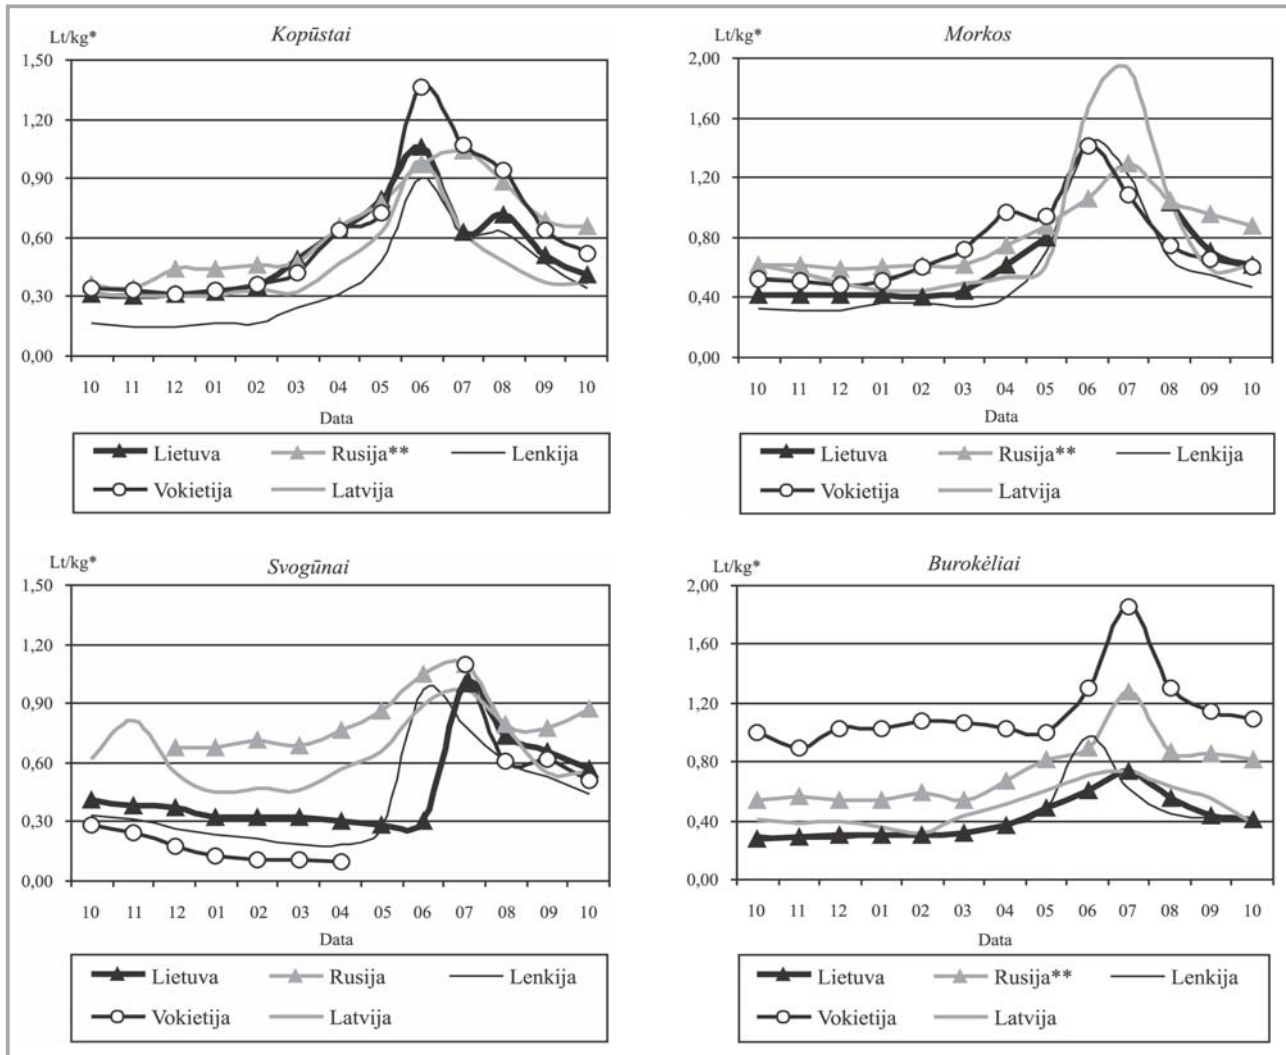 Lt/kg*
Kopūstai
1,50
1,20
0,90
0,60
0,30
0,00
10 11 12 01 02 03 04 05 06 07 08 09 10
Data
Lietuva Rusija** Lenkija
Vokietija Latvija
Lt/kg*
Morkos
2,00
1,60
1,20
0,80
0,40
0,00
10 11 12 01 02 03 04 05 06 07 08 09 10
Data
Lietuva Rusija** Lenkija
Vokietija Latvija
Lt/kg*
Svogūnai
1,50
1,20
0,90
0,60
0,30
0,00
10 11 12 01 02 03 04 05 06 07 08 09 10
Data
Lietuva Rusija Lenkija
Vokietija Latvija
Lt/kg*
Burokėliai
2,00
1,60
1,20
0,80
0,40
0,00
10 11 12 01 02 03 04 05 06 07 08 09 10
Data
Lietuva Rusija** Lenkija
Vokietija Latvija